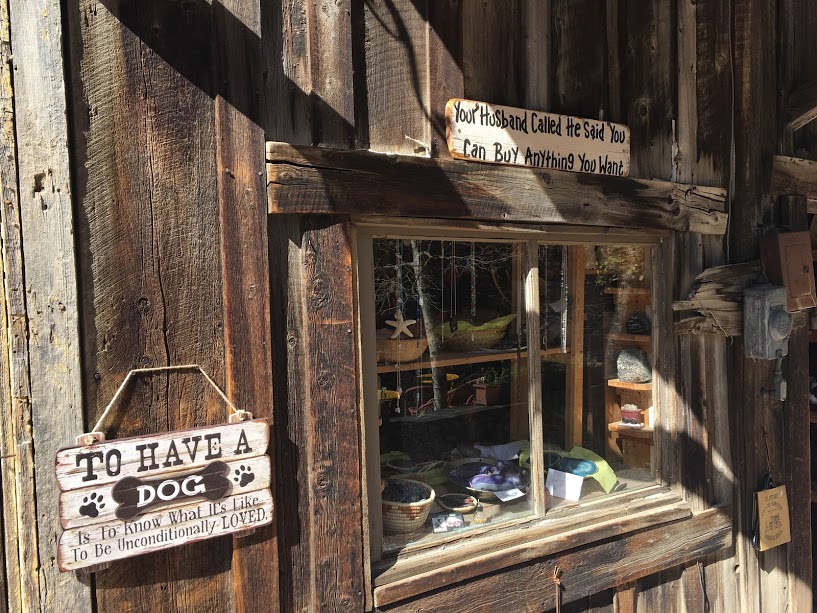 Your Husband Called He Said You
Can Buy Anything You Want
TO HAVE A
DOG
Is To Know What It's Like
To Be Unconditionally LOVED.